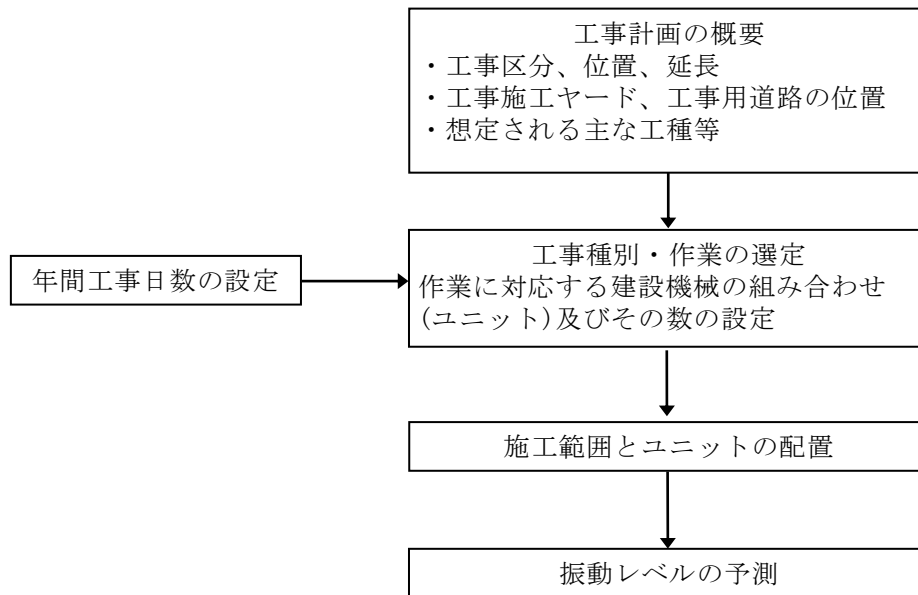 工事計画の概要
・工事区分、位置、延長
・工事施工ヤード、工事用道路の位置
・想定される主な工種等
年間工事日数の設定
工事種別・作業の選定
作業に対応する建設機械の組み合わせ
(ユニット)及びその数の設定
施工範囲とユニットの配置
振動レベルの予測